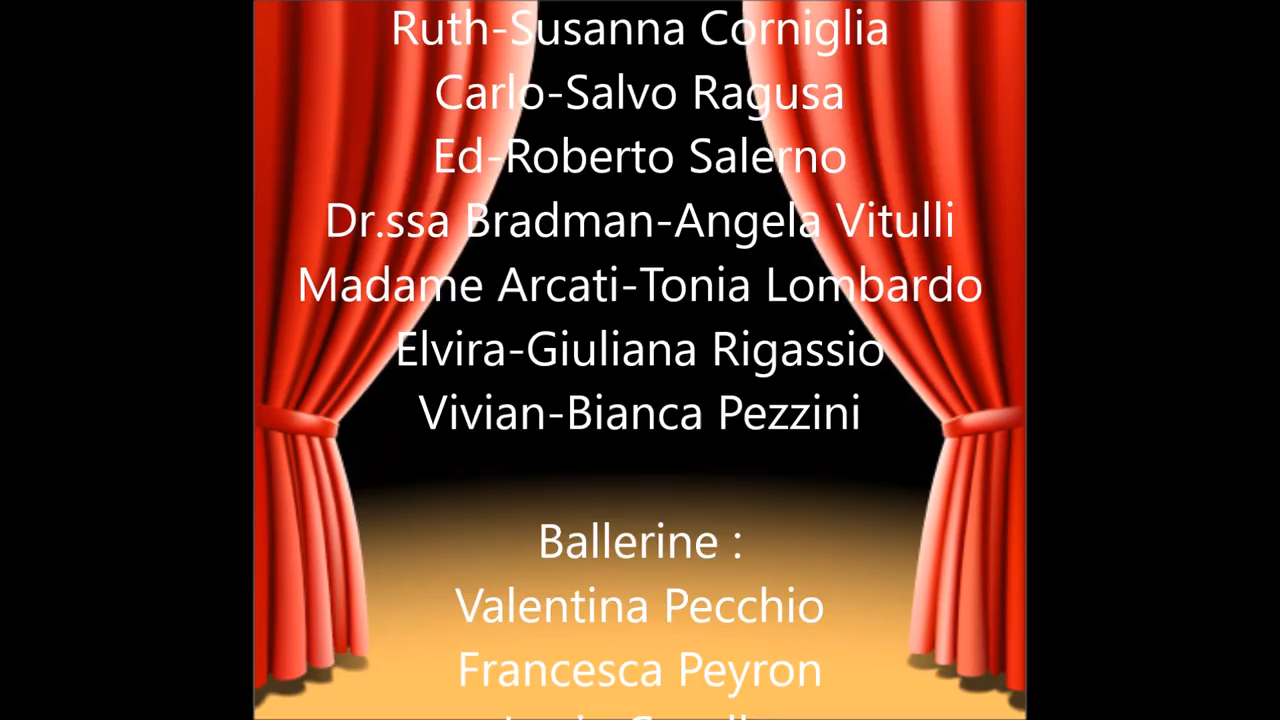 Ruth-Susanna Corniglia
Carlo-Salvo Ragusa
Ed-Roberto Salerno
Dr.ssa Bradman-Angela Vitulli
Madame Arcati-Tonia Lombardo
Elvira-Giuliana Rigassio
Vivian-Bianca Pezzini
Ballerine :
Valentina Pecchio
Francesca Peyron